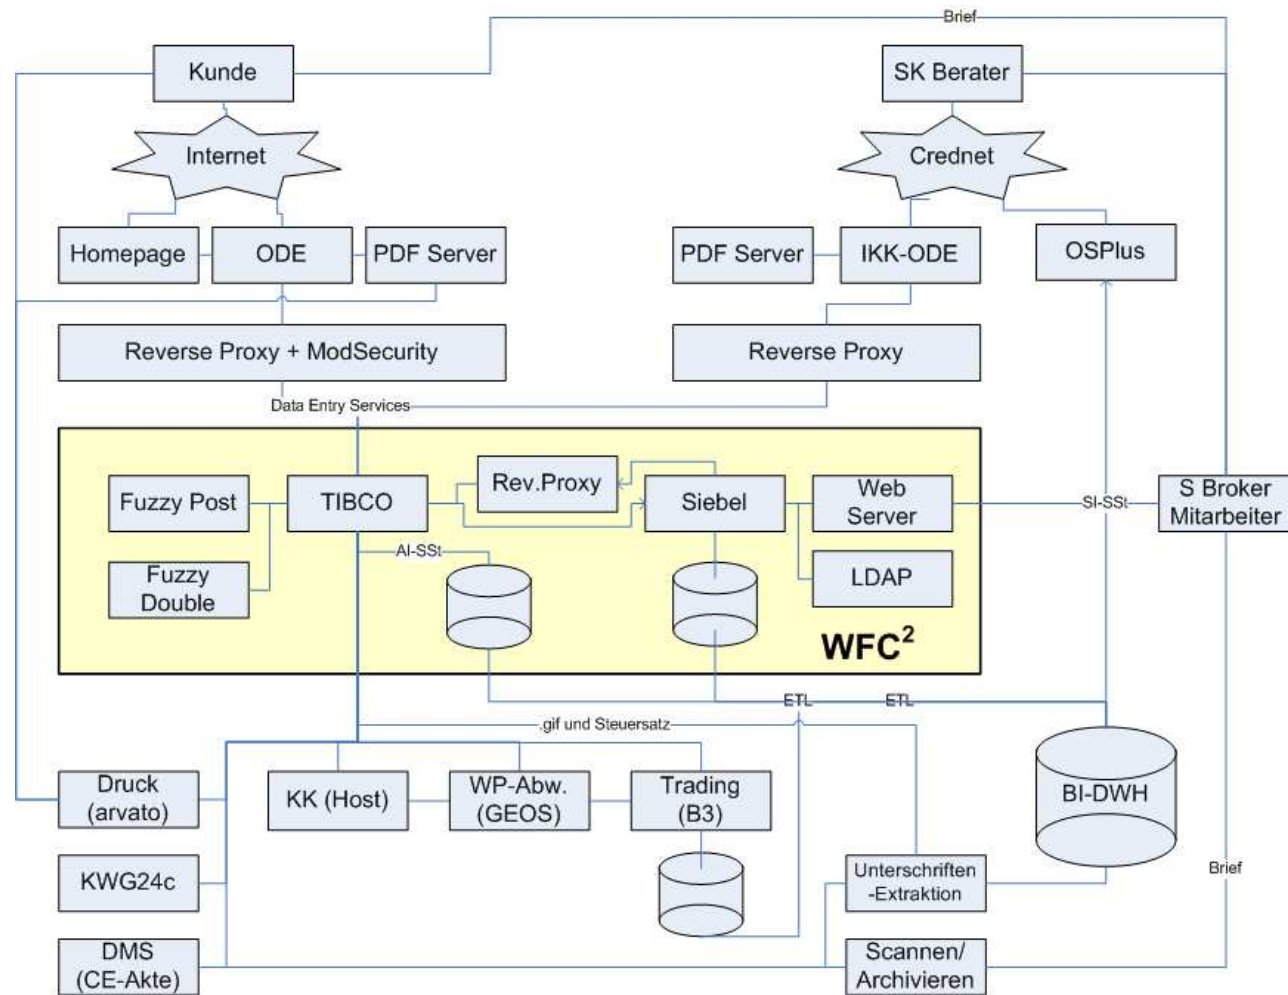 Brief
Kunde
SK Berater
Internet
Crednet
Homepage
ODE
PDF Server
PDF Server
IKK-ODE
OSPlus
Reverse Proxy + ModSecurity
Reverse Proxy
Data Entry Services
Fuzzy Post
TIBCO
Rev.Proxy
Siebel
Web
Server
SI-SSt
S Broker
Mitarbeiter
AI-SSt
Fuzzy
Double
LDAP
WFC²
ETL
ETL
.gif und Steuersatz
Druck
(arvato)
KK (Host)
WP-Abw.
(GEOS)
Trading
(B3)
BI-DWH
KWG24c
Unterschriften
-Extraktion
Brief
DMS
(CE-Akte)
Scannen/
Archivieren